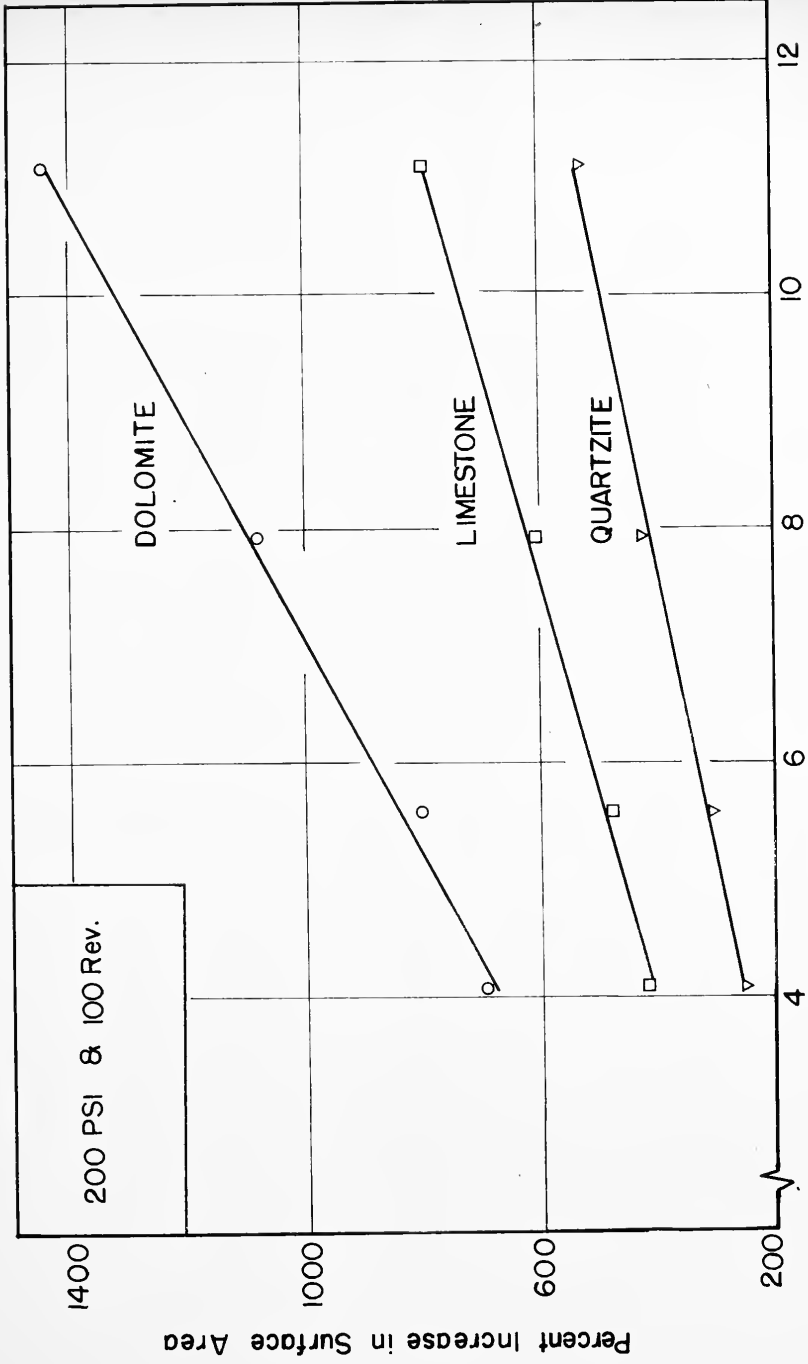 200 PSI & 100 Rev.
DOLOMITE
LIMESTONE
QUARTZITE
1400
1000
600
200
Percent Increase in Surface Area
4
6
8
10
12